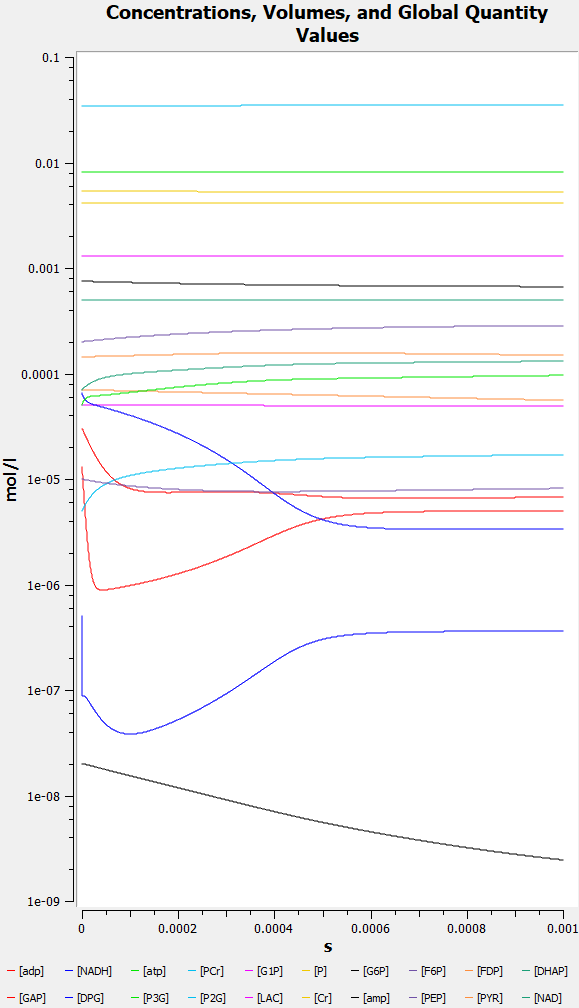 Concentrations, Volumes, and Global Quantity
Values
0.1
0.01
0.001
0.0001
1e-05
1e-06
1e-07
1e-08
1e-09
mol/l
0 0.0002 0.0004 0.0006 0.0008 0.001
s
[adp] [NADH] [atp] [PCr] [G1P] [P] [G6P] [F6P] [FDP] [DHAP]
[GAP] [DPG] [P3G] [P2G] [LAC] [Cr] [amp] [PEP] [PYR] [NAD]